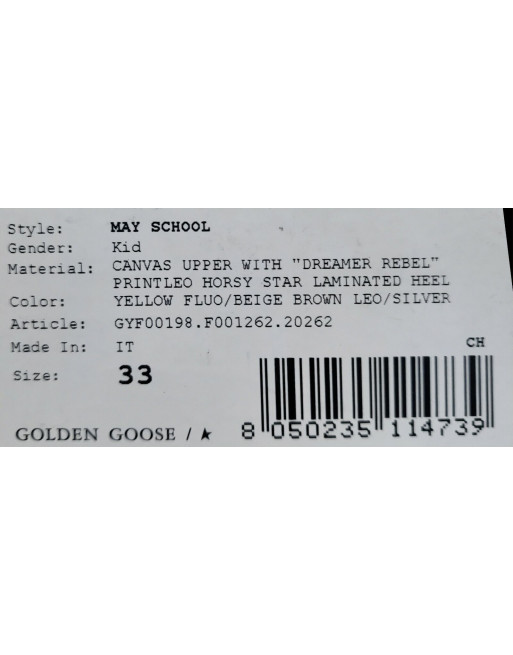 Style: MAY SCHOOL
Gender: Kid
Material: CANVAS UPPER WITH "DREAMER REBEL"
PRINTLEO HORSY STAR LAMINATED HEEL
Color: YELLOW FLUO/BEIGE BROWN LEO/SILVER
Article: GYF00198.F001262.20262
Made In: IT
CH
Size: 33
GOLDEN GOOSE /
8 050235 114739